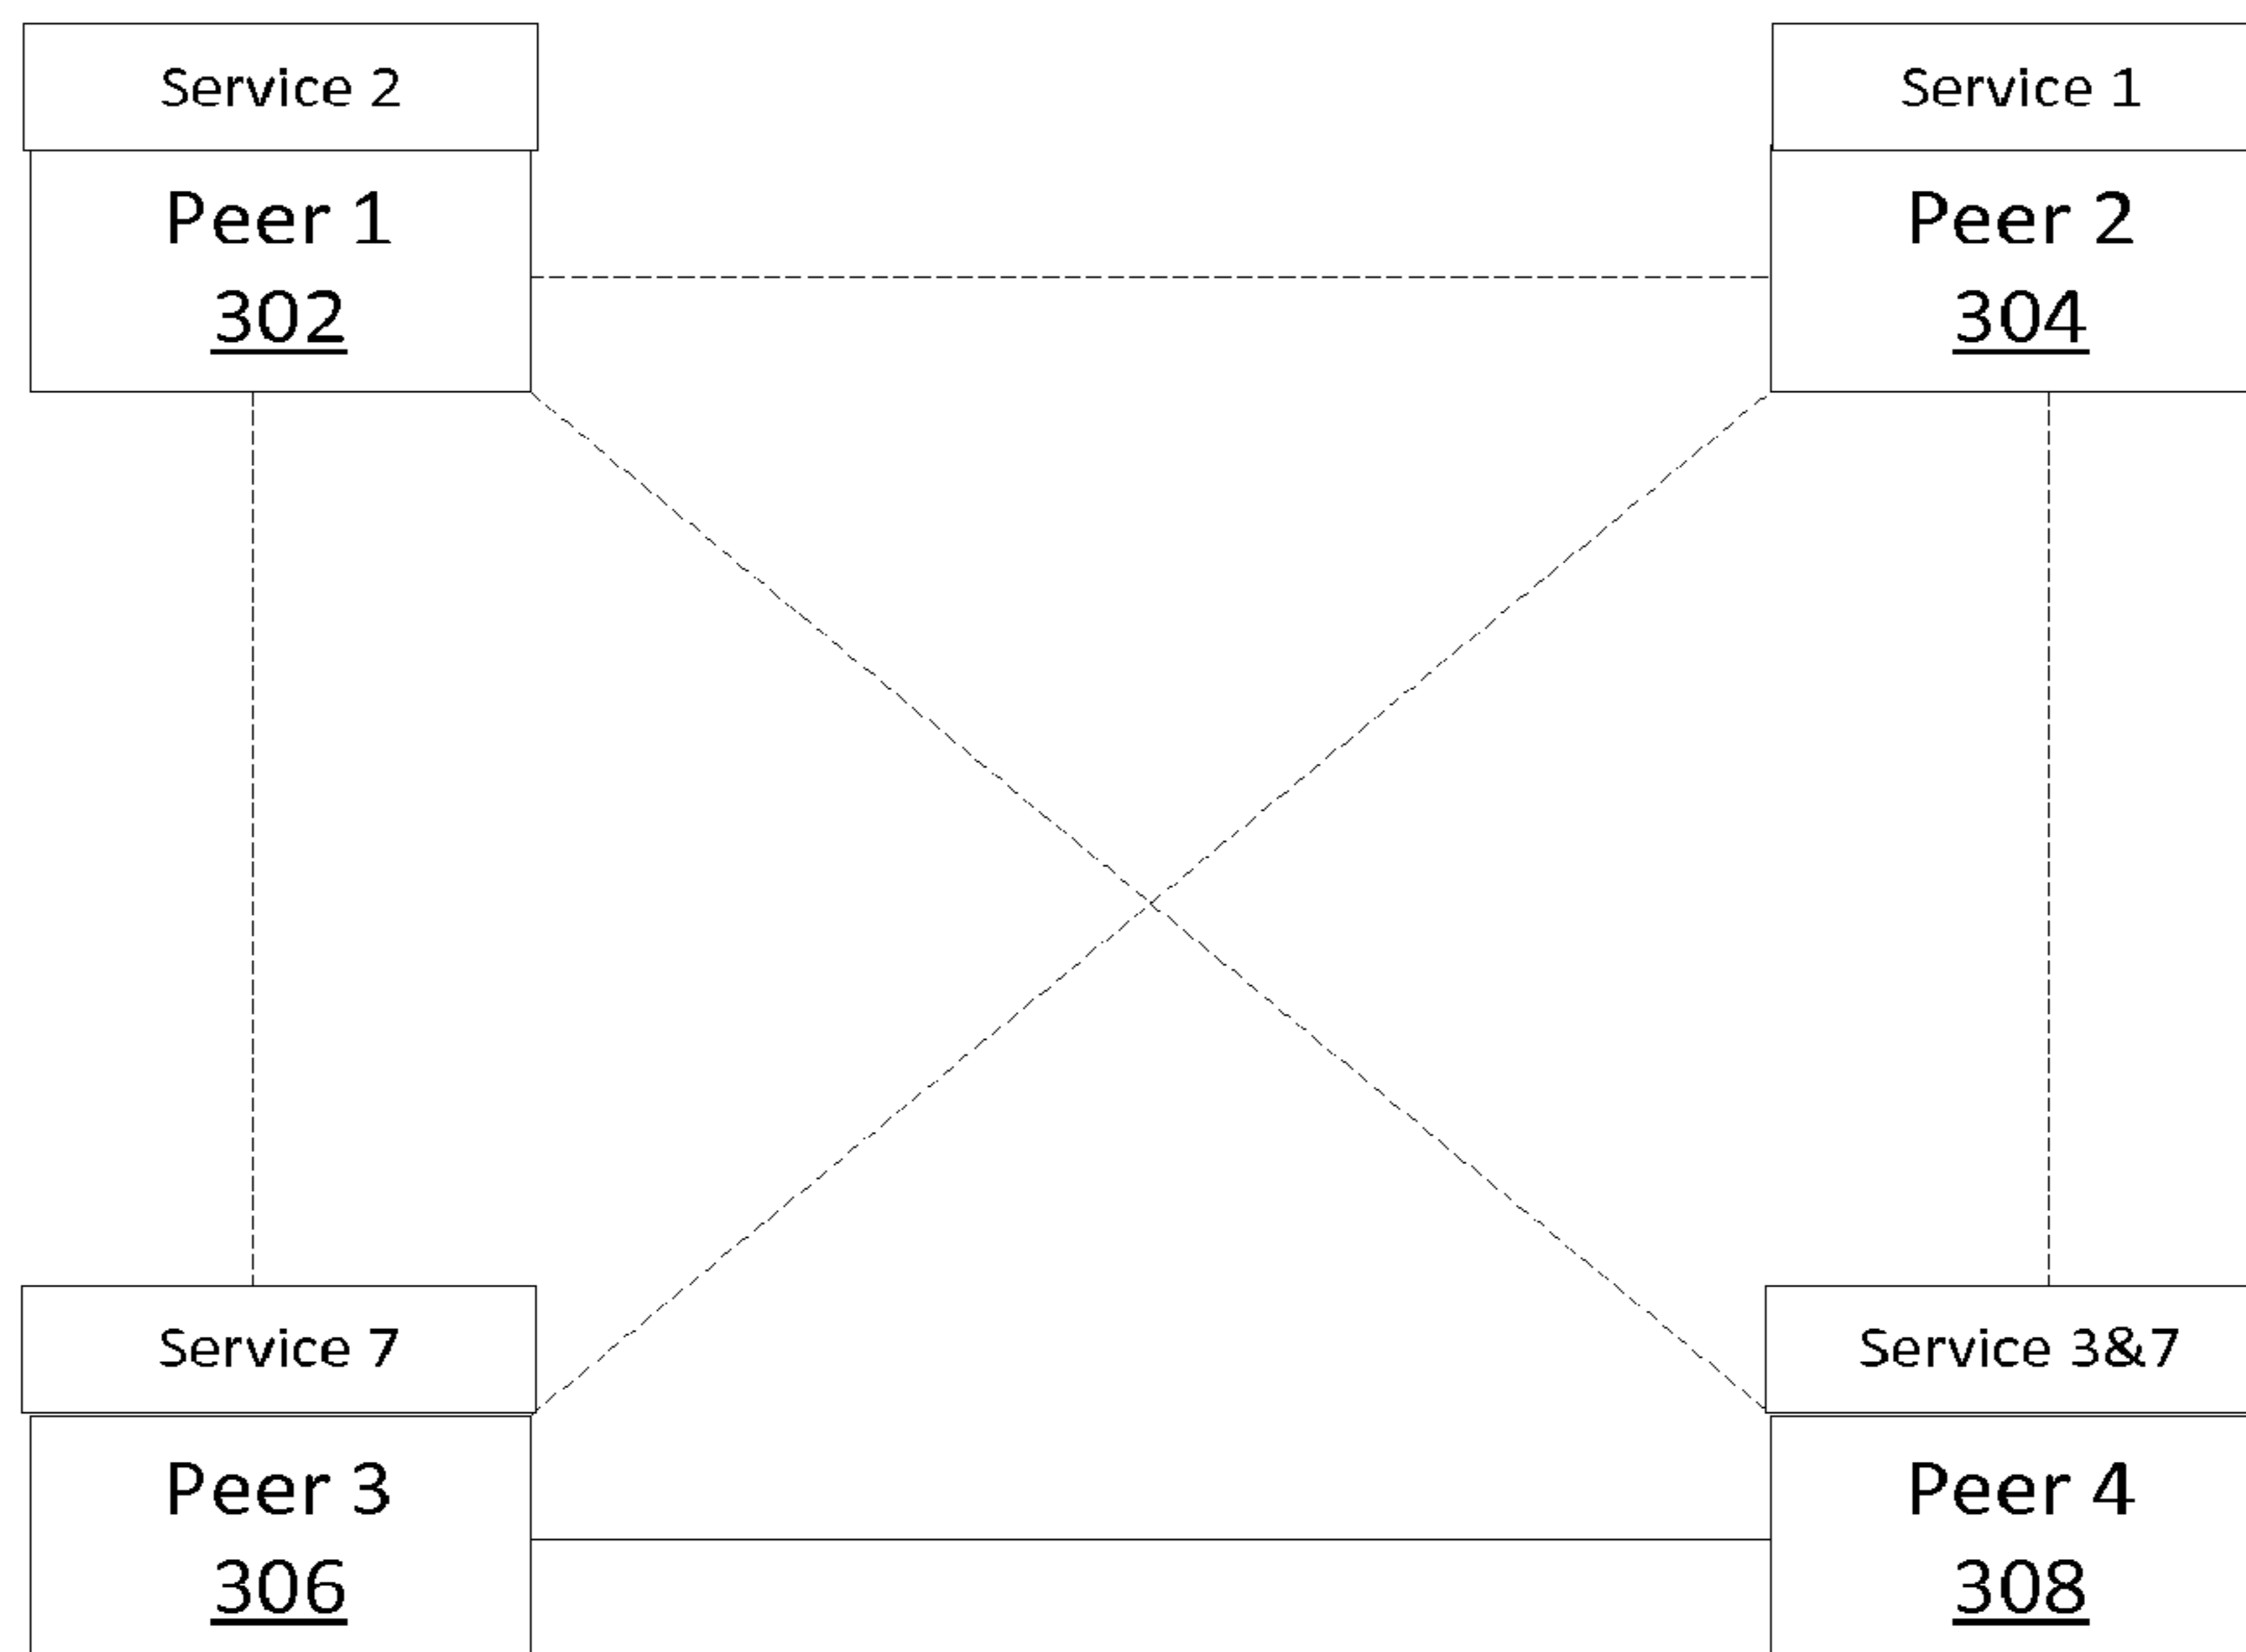 Service 2
Peer 1
302
Service 1
Peer 2
304
Service 7
Peer 3
306
Service 3&7
Peer 4
308